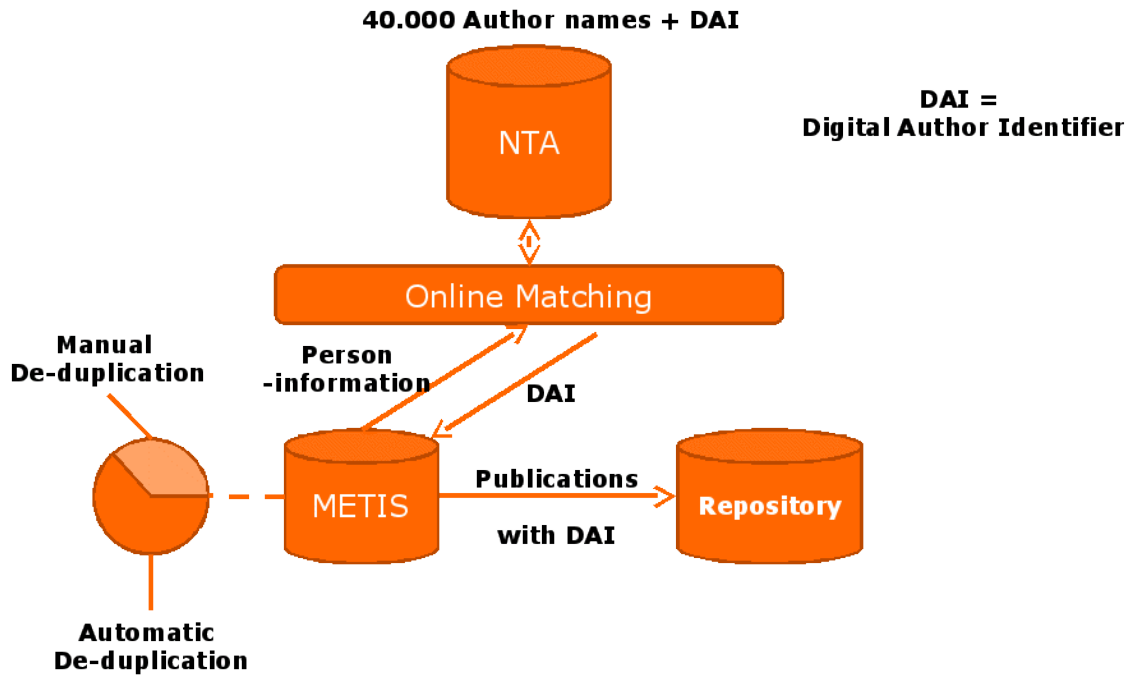 40.000 Author names + DAI
DAI =
Digital Author Identifier
NTA
Online Matching
Manual
De-duplication
Person
-information
DAI
METIS
Publications
with DAI
Repository
Automatic
De-duplication